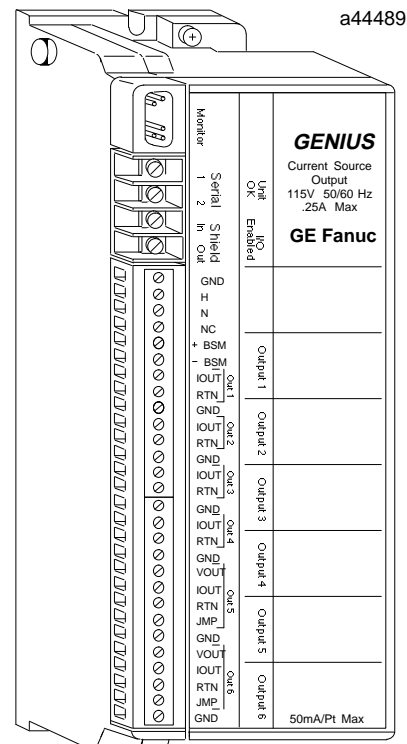 a44489
Monitor
Serial
1 2
Shield
In Out
Unit
OK
I/O
Enabled
GENIUS
Current Source
Output
115V 50/60 Hz
.25A Max
GE Fanuc
GND
H
N
NC
+ BSM
− BSM
IOUT
RTN
Out 1
GND
IOUT
RTN
Out 2
GND
IOUT
RTN
Out 3
GND
IOUT
RTN
Out 4
GND
VOUT
IOUT
RTN
JMP
Out 5
GND
VOUT
IOUT
RTN
JMP
Out 6
GND
Output 1
Output 2
Output 3
Output 4
Output 5
Output 6
50mA/Pt Max